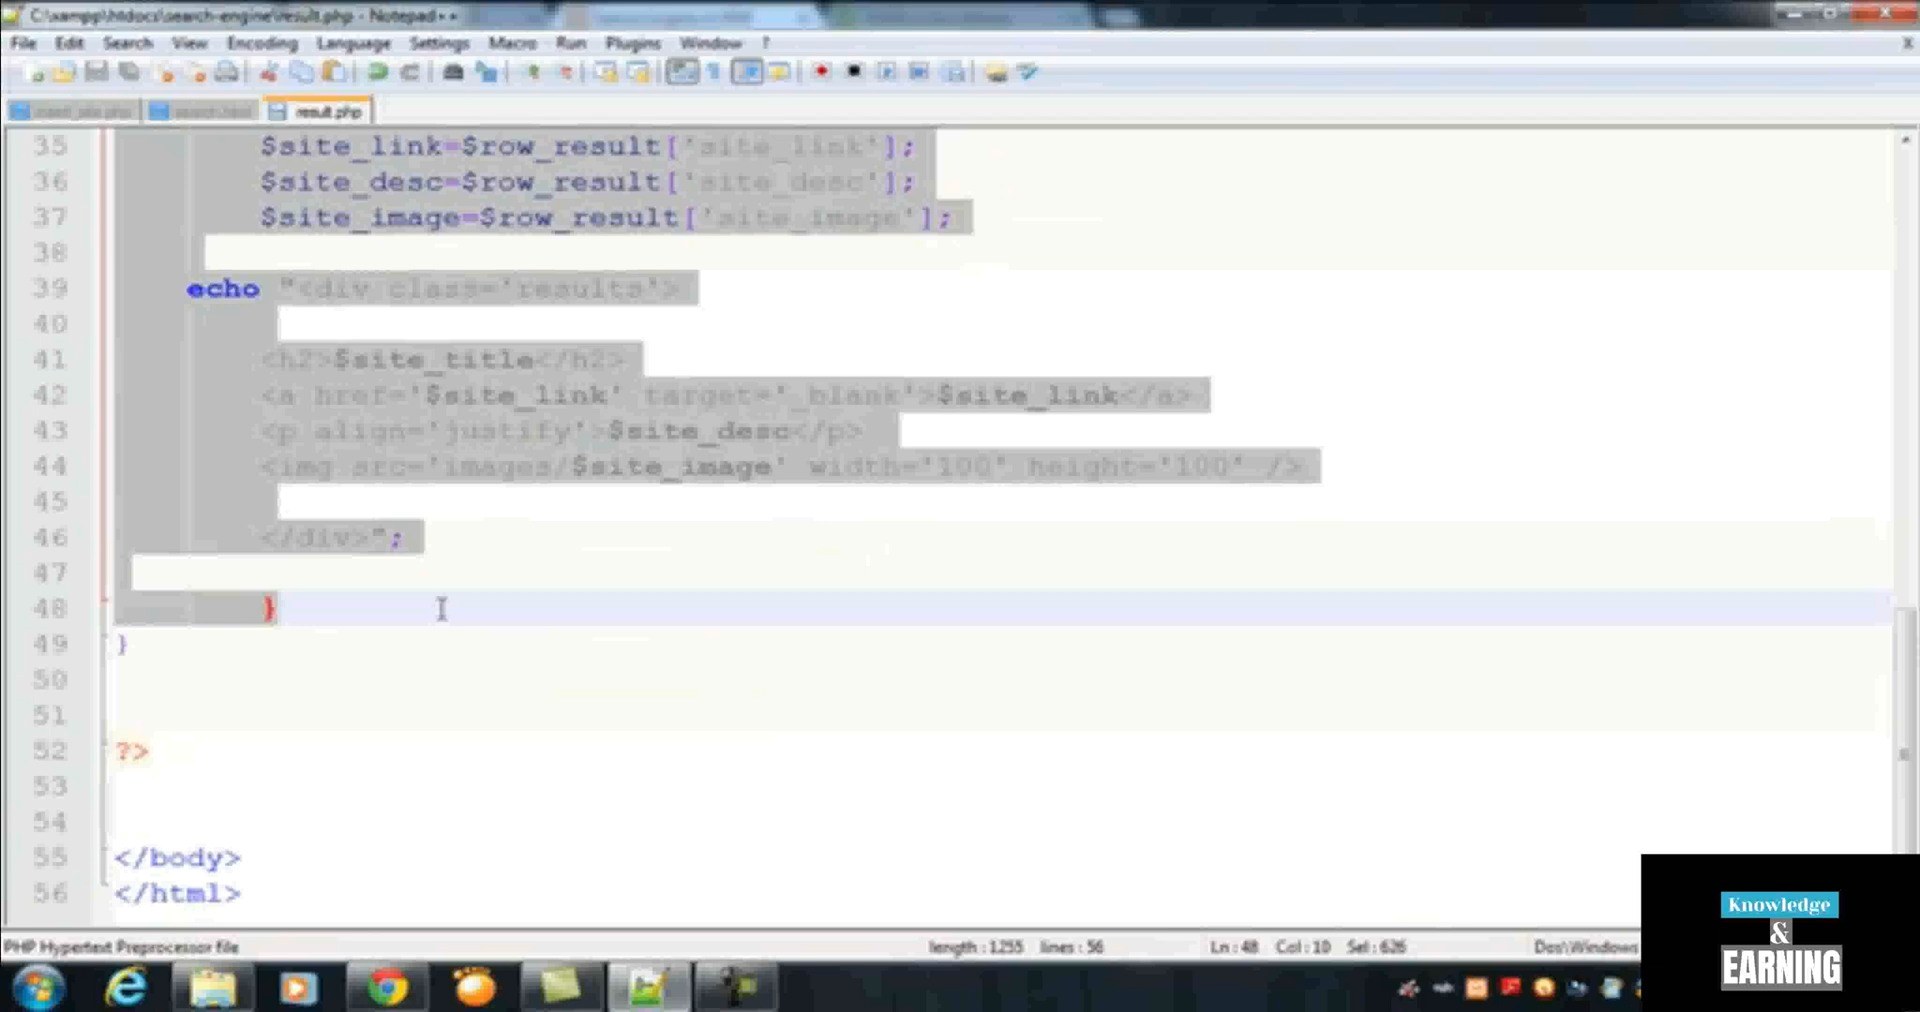 C:\xampp\htdocs\search-engine\result.php - Notepad++
File Edit Search View Encoding Language Settings Macro Run Plugins Window ?
search.html result.php
35 $site_link=$row_result['site_link'];
36 $site_desc=$row_result['site_desc'];
37 $site_image=$row_result['site_image'];
38
39 echo "<div class='results'>
40
41 <h2>$site_title</h2>
42 <a href='$site_link' target='_blank'>$site_link</a>
43 <p align='justify'>$site_desc</p>
44 <img src='images/$site_image' width='100' height='100' />
45
46 </div>";
47
48 }
49 }
50
51
52 ?>
53
54
55 </body>
56 </html>
PHP Hypertext Preprocessor file length : 1255 lines : 56 Ln : 48 Col : 10 Sel : 626 Dos\Windows
Knowledge
&
EARNING